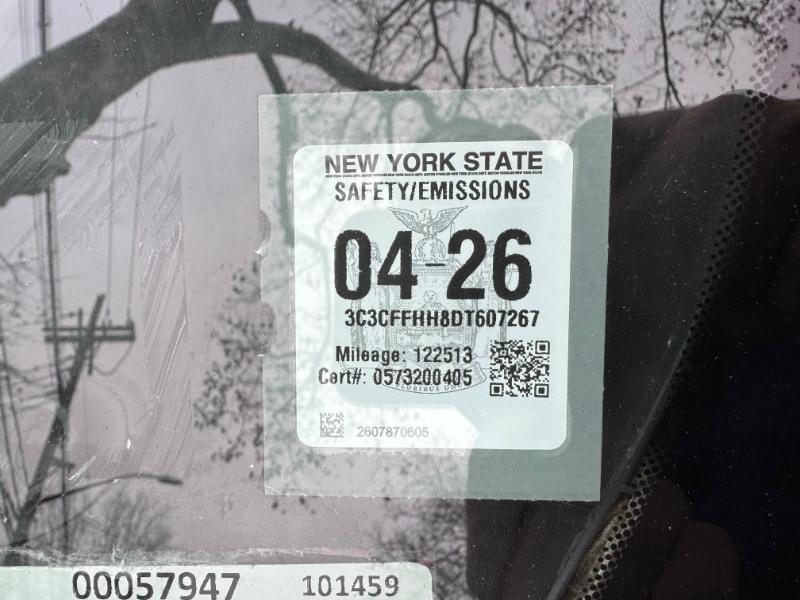 NEW YORK STATE
SAFETY/EMISSIONS
04-26
3C3CFFHH8DT607267
Mileage: 122513
Cert#: 0573200405
2607870605
00057947 101459